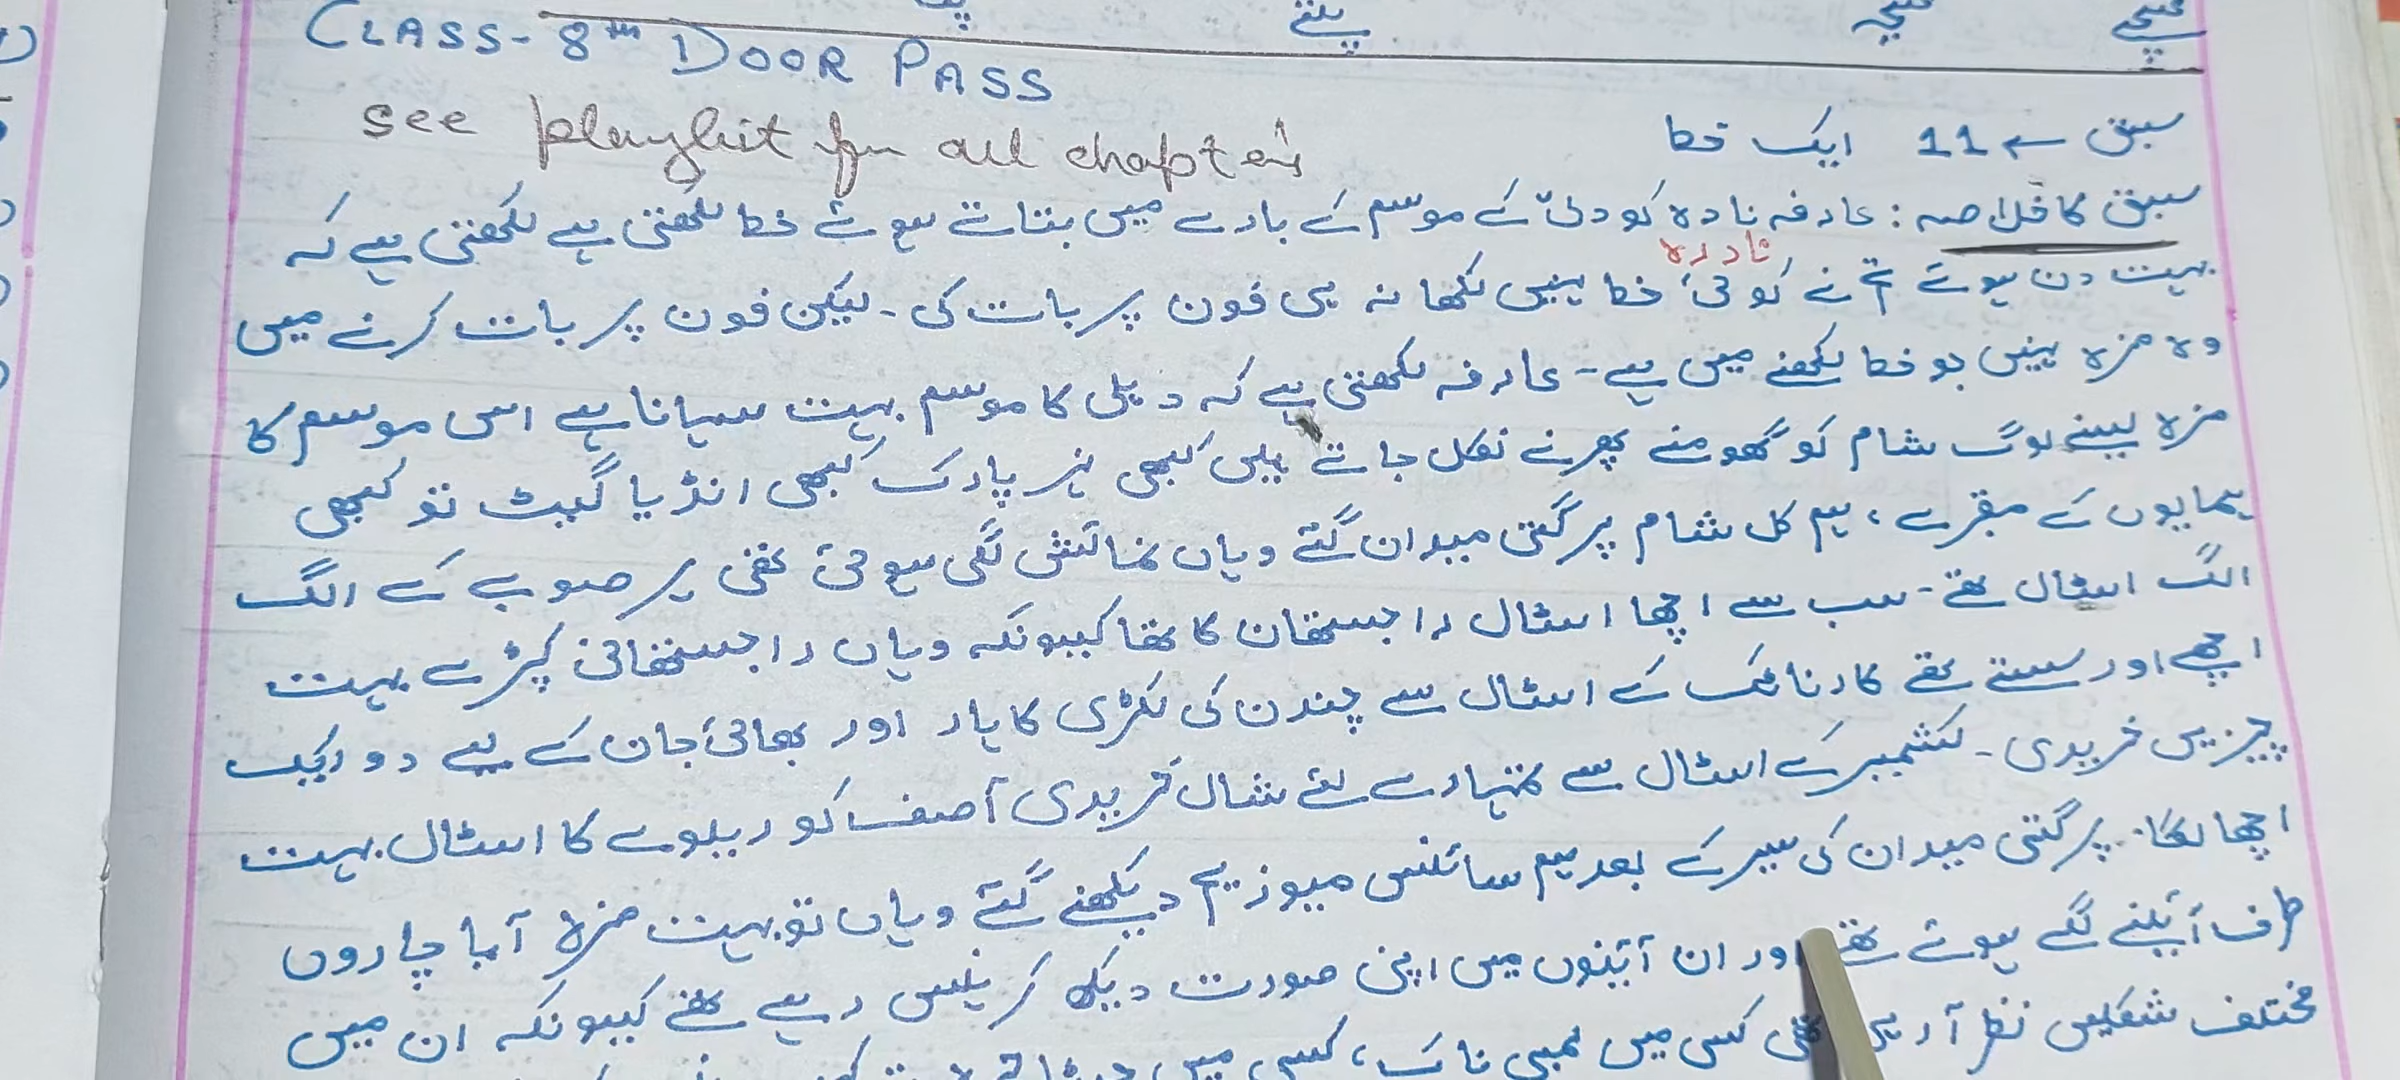 پچے نتیجہ پتے پت
CLASS- 8th DOOR PASS
see playlist for all chapters
سبق ← 11 ایک خط
سبق کا خلاصہ : عارفہ نادہ کو دلّی کے موسم کے بارے میں بتاتے ہوئے خط لکھتی ہے لکھتی ہے کہ
نادرہ
بہت دن ہوئے تم نے کوئی خط نہیں لکھا نہ ہی فون پر بات کی ۔ لیکن فون پر بات کرنے میں
وہ مزہ نہیں جو خط لکھنے میں ہے ۔ عارفہ لکھتی ہے کہ دہلی کا موسم بہت سہانا ہے اسی موسم کا
مزہ لینے لوگ شام کو گھومنے پھرنے نکل جاتے ہیں کبھی نہر پارک کبھی انڈیا گیٹ تو کبھی
ہمایوں کے مقبرے ، ہم کل شام پرگتی میدان گئے وہاں نمائش لگی ہوئی تھی ہر صوبے کے الگ
الگ اسٹال تھے ۔ سب سے اچھا اسٹال راجستھان کا تھا کیونکہ وہاں راجستھانی کپڑے بہت
اچھے اور سستے تھے کارناٹک کے اسٹال سے چندن کی لکڑی کا ہار اور بھائی جان کے لیے دو ایک
چیزیں خریدی ۔ کشمیر کے اسٹال سے تمہارے لئے شال خریدی آصف کو ریلوے کا اسٹال بہت
اچھا لگا ۔ پرگتی میدان کی سیر کے بعد ہم سائنس میوزیم دیکھنے گئے وہاں تو بہت مزہ آیا چاروں
طرف آئینے لگے ہوئے تھے اور ان آئینوں میں اپنی صورت دیکھ کر ہنس رہے تھے کیونکہ ان میں
مختلف شکلیں نظر آ رہی تھی کسی میں لمبی ناک ، کسی میں